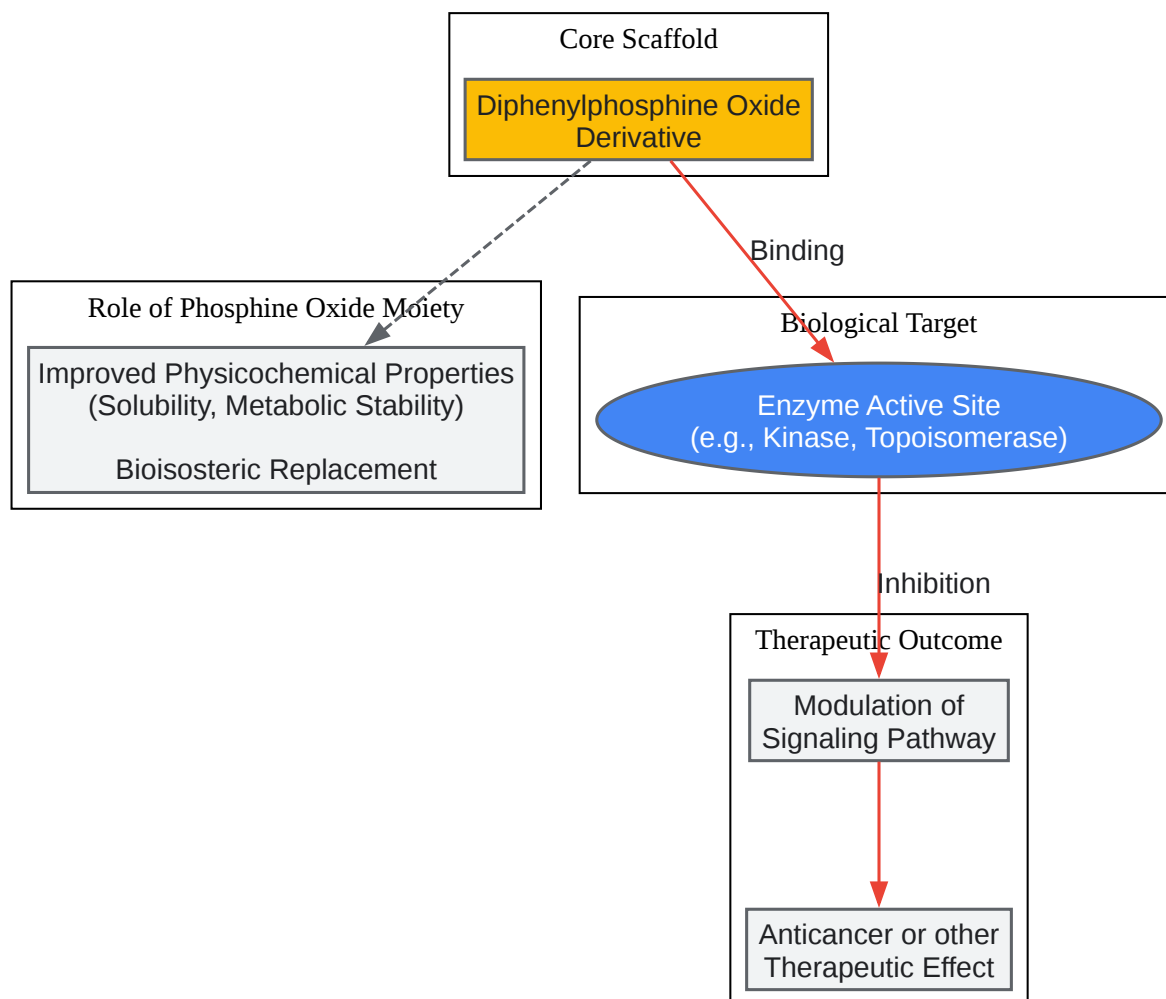 Core Scaffold
Diphenylphosphine Oxide
Derivative
Binding
Role of Phosphine Oxide Moiety
Improved Physicochemical Properties
(Solubility, Metabolic Stability)
Bioisosteric Replacement
Biological Target
Enzyme Active Site
(e.g., Kinase, Topoisomerase)
Inhibition
Therapeutic Outcome
Modulation of
Signaling Pathway
Anticancer or other
Therapeutic Effect